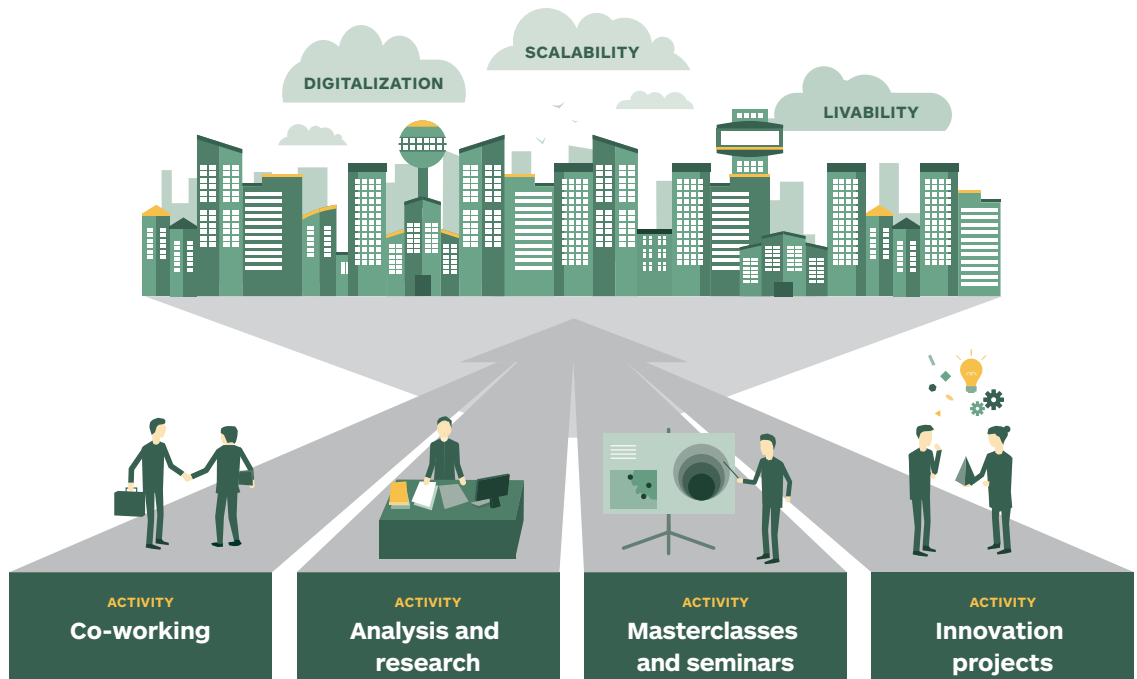 SCALABILITY
DIGITALIZATION
LIVABILITY
ACTIVITY
Co-working
ACTIVITY
Analysis and
research
ACTIVITY
Masterclasses
and seminars
ACTIVITY
Innovation
projects